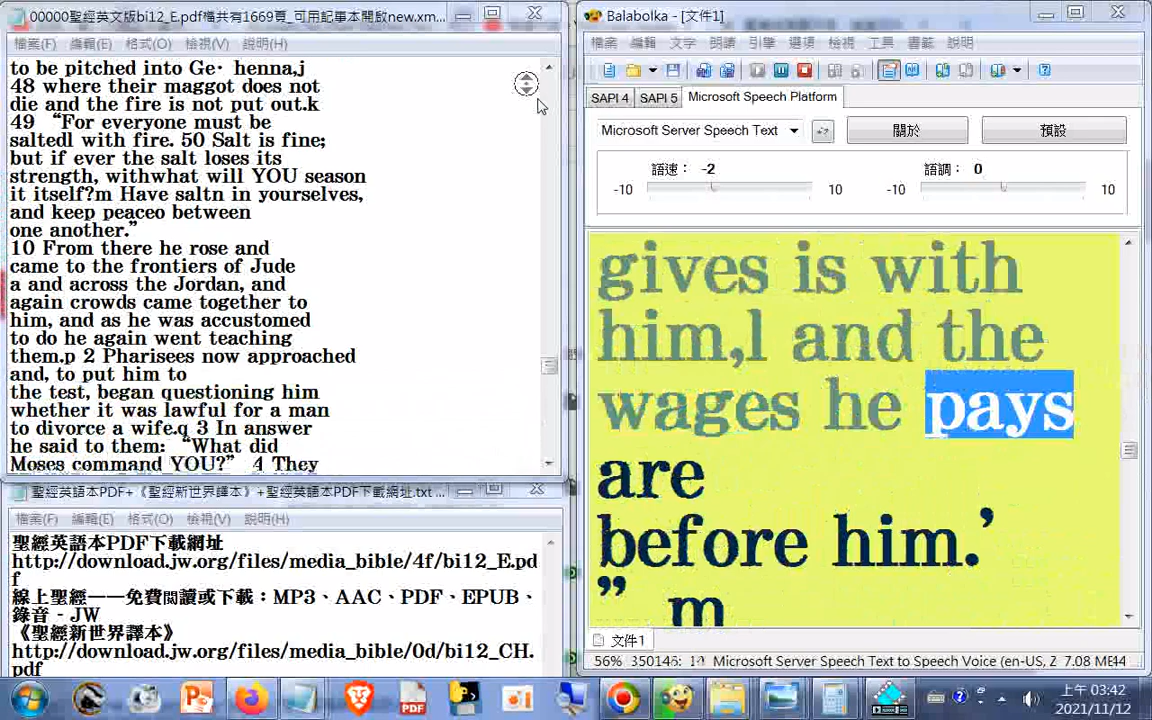 00000聖經英文版bi12_E.pdf檔共有1669頁_可用記事本開啟new.xm...
檔案(F) 編輯(E) 格式(O) 檢視(V) 說明(H)
to be pitched into Ge· henna,j
48 where their maggot does not
die and the fire is not put out.k
49 “For everyone must be
saltedl with fire. 50 Salt is fine;
but if ever the salt loses its
strength, withwhat will YOU season
it itself?m Have saltn in yourselves,
and keep peaceo between
one another.”
10 From there he rose and
came to the frontiers of Jude
a and across the Jordan, and
again crowds came together to
him, and as he was accustomed
to do he again went teaching
them.p 2 Pharisees now approached
and, to put him to
the test, began questioning him
whether it was lawful for a man
to divorce a wife.q 3 In answer
he said to them: “What did
Moses command YOU?” 4 They
聖經英語本PDF+《聖經新世界譯本》+聖經英語本PDF下載網址.txt ...
檔案(F) 編輯(E) 格式(O) 檢視(V) 說明(H)
聖經英語本PDF下載網址
http://download.jw.org/files/media_bible/4f/bi12_E.pd
f
線上聖經——免費閱讀或下載：MP3、AAC、PDF、EPUB、
錄音 - JW
《聖經新世界譯本》
http://download.jw.org/files/media_bible/0d/bi12_CH.
pdf
Balabolka - [文件1]
檔案 編輯 文字 朗讀 引擎 選項 檢視 工具 書籤 說明
SAPI 4 SAPI 5 Microsoft Speech Platform
Microsoft Server Speech Text 關於 預設
語速： -2 語調： 0
-10 10 -10 10
gives is with
him,l and the
wages he pays
are
before him.’
” m
文件1
56% Microsoft Server Speech Text to Speech Voice (en-US, Z 7.08 ME
上午 03:42
2021/11/12